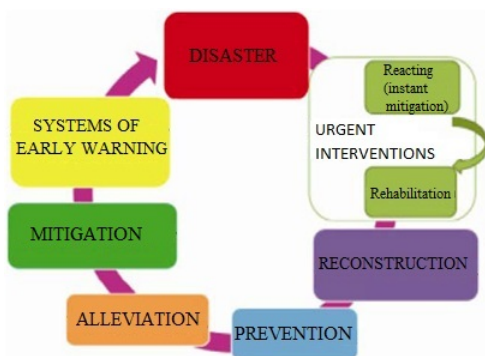 DISASTER
Reacting
(instant
mitigation)
URGENT
INTERVENTIONS
Rehabilitation
RECONSTRUCTION
PREVENTION
ALLEVIATION
MITIGATION
SYSTEMS OF
EARLY WARNING